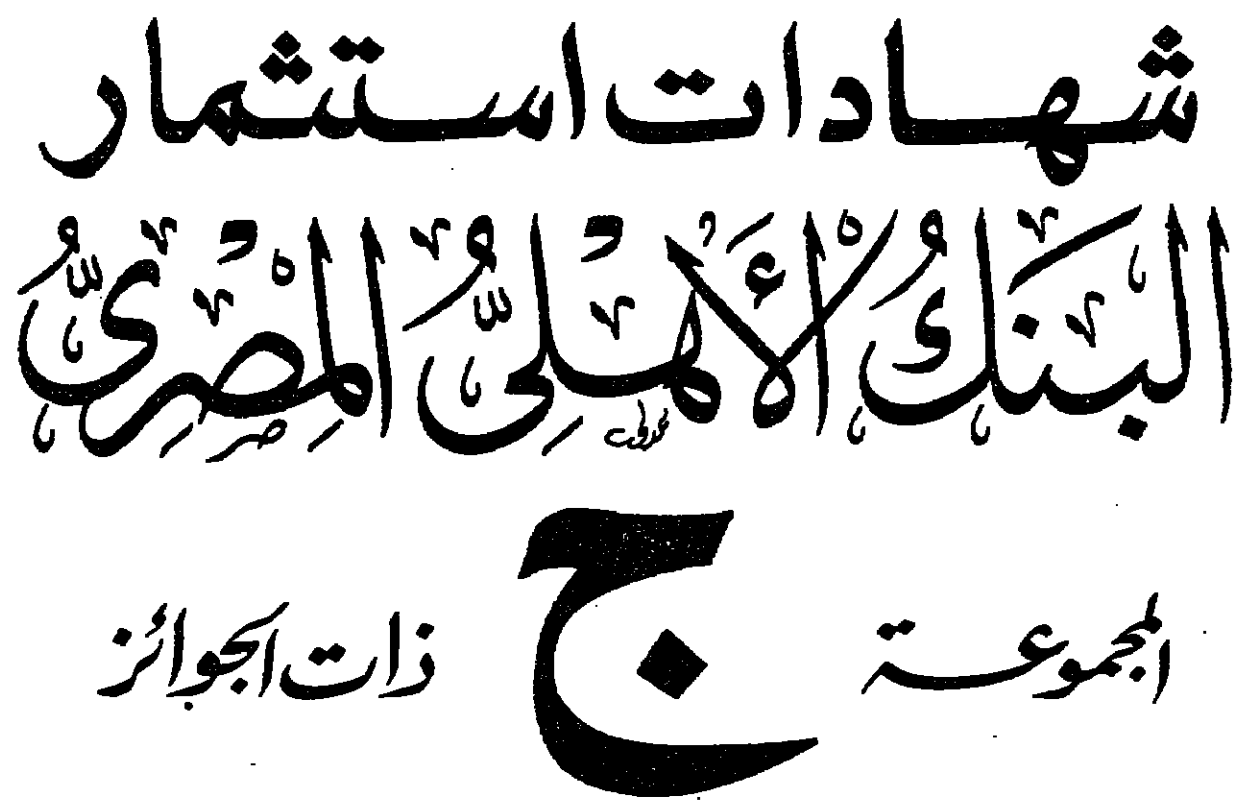 شهادات استثمار
البنك الأهلى المصرى
المجموعة ج ذات الجوائز